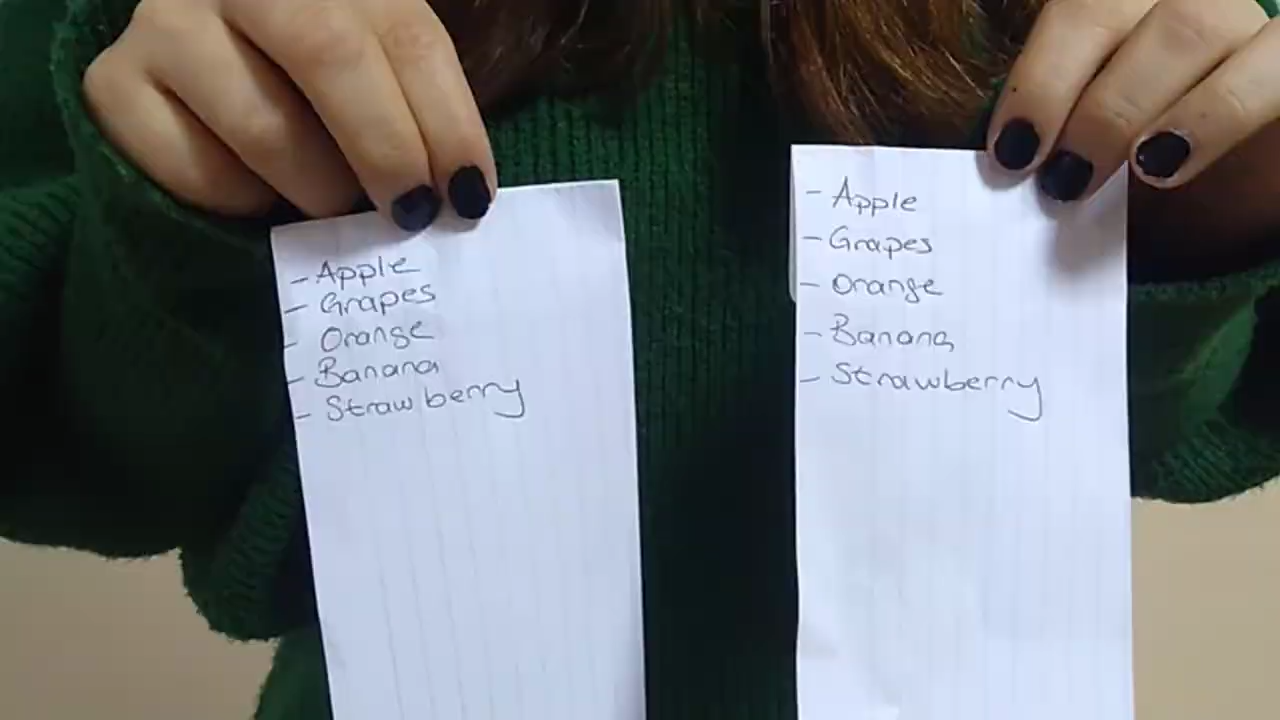 - Apple
- Grapes
- Orange
- Banana
- Strawberry
- Apple
- Grapes
- Orange
- Banana
- Strawberry